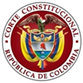 CORTE CONSTITUCIONAL
REPÚBLICA DE COLOMBIA